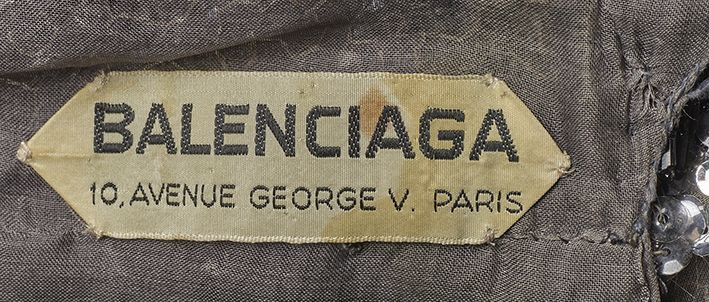 BALENCIAGA
10, AVENUE GEORGE V. PARIS